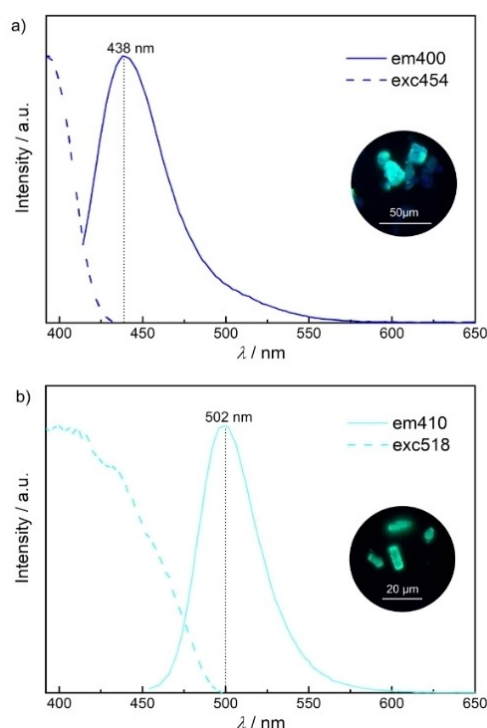 a)
438 nm
em400
exc454
50μm
Intensity / a.u.
400 450 500 550 600 650
λ / nm
b)
502 nm
em410
exc518
20 μm
Intensity / a.u.
400 450 500 550 600 650
λ / nm